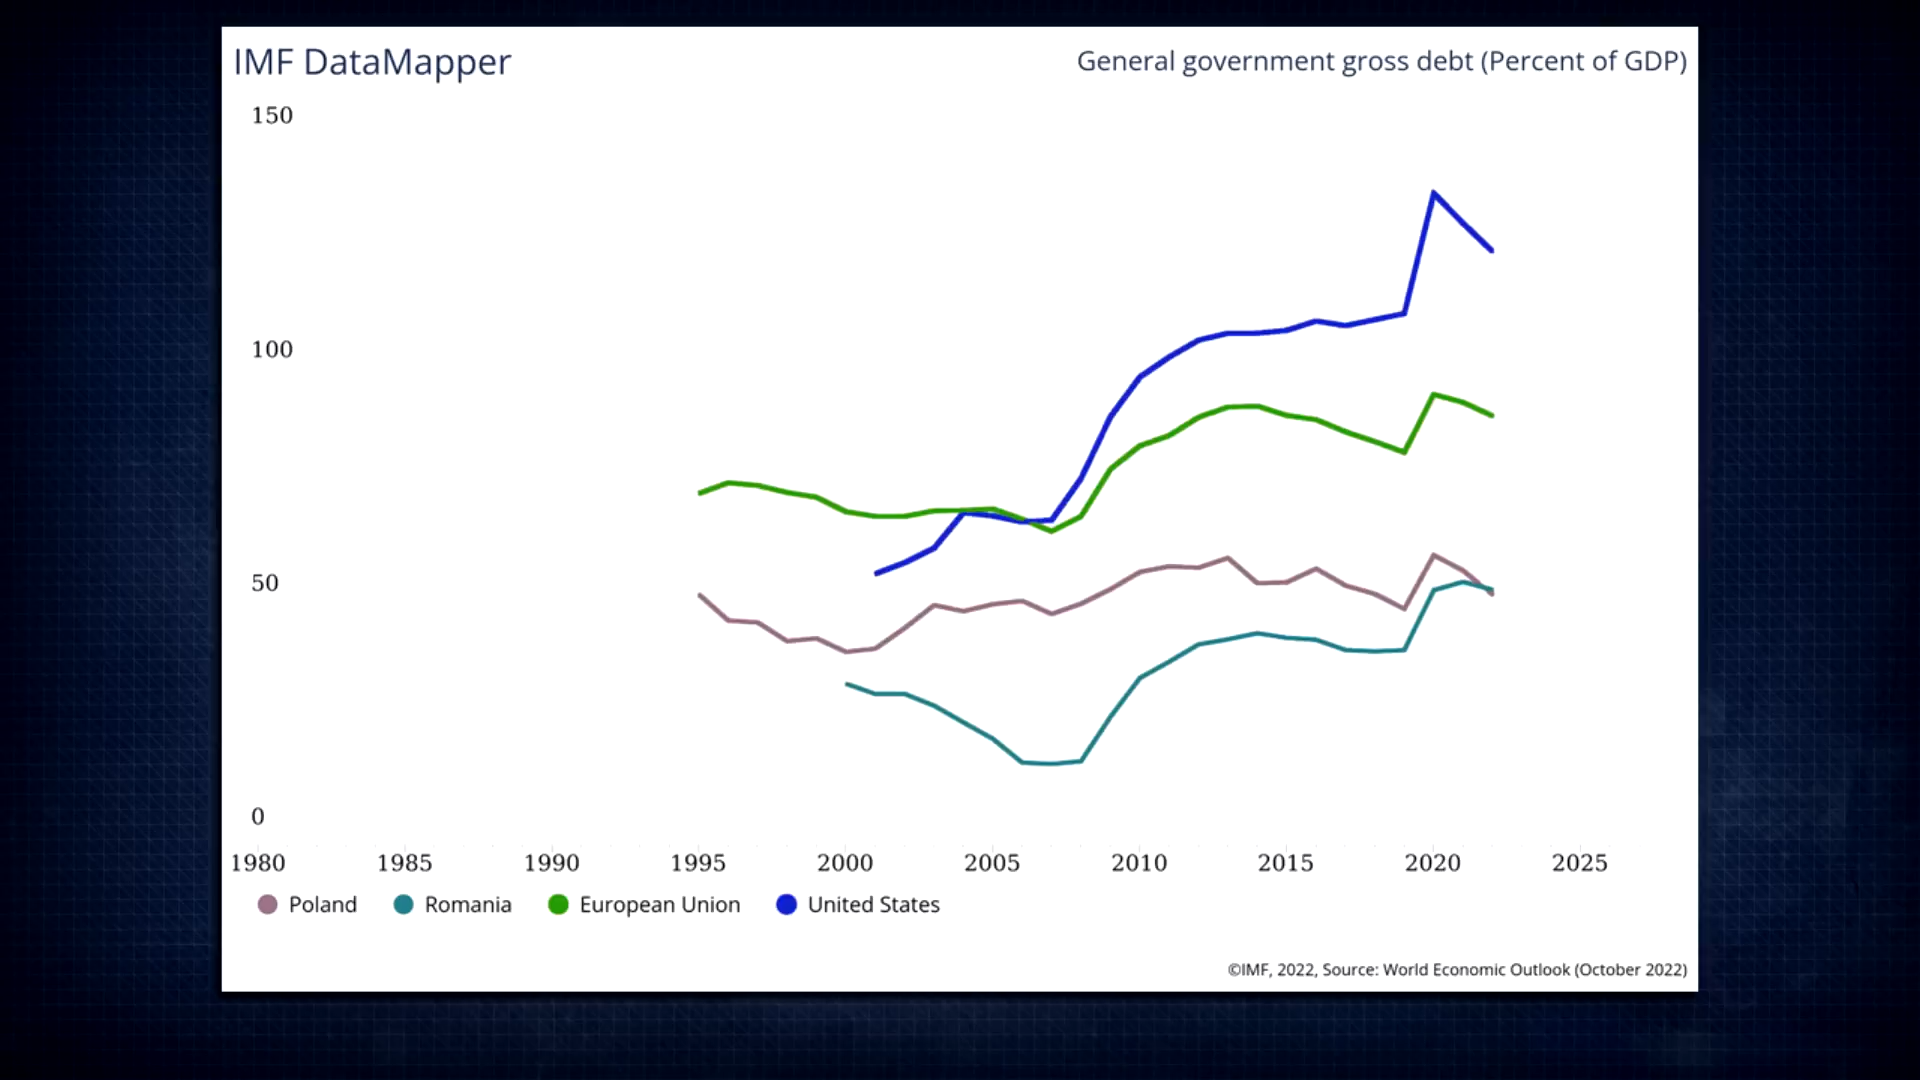 IMF DataMapper
General government gross debt (Percent of GDP)
150
100
50
0
1980 1985 1990 1995 2000 2005 2010 2015 2020 2025
Poland Romania European Union United States
©IMF, 2022, Source: World Economic Outlook (October 2022)